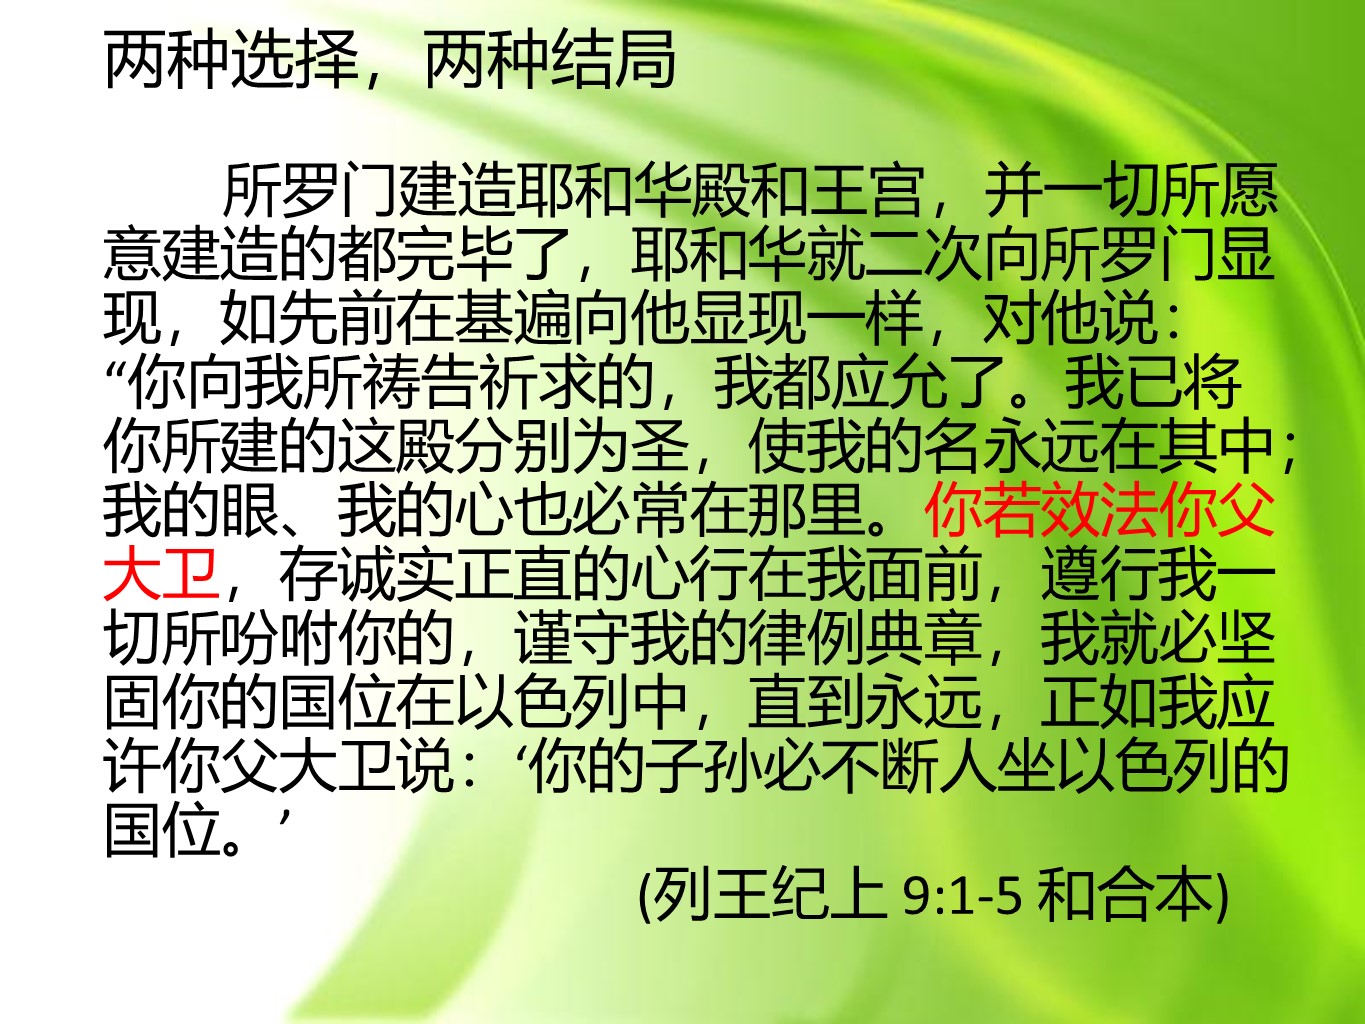 两种选择，两种结局
所罗门建造耶和华殿和王宫，并一切所愿
意建造的都完毕了，耶和华就二次向所罗门显
现，如先前在基遍向他显现一样，对他说：
“你向我所祷告祈求的，我都应允了。我已将
你所建的这殿分别为圣，使我的名永远在其中；
我的眼、我的心也必常在那里。你若效法你父
大卫，存诚实正直的心行在我面前，遵行我一
切所吩咐你的，谨守我的律例典章，我就必坚
固你的国位在以色列中，直到永远，正如我应
许你父大卫说：‘你的子孙必不断人坐以色列的
国位。’
(列王纪上 9:1-5 和合本)